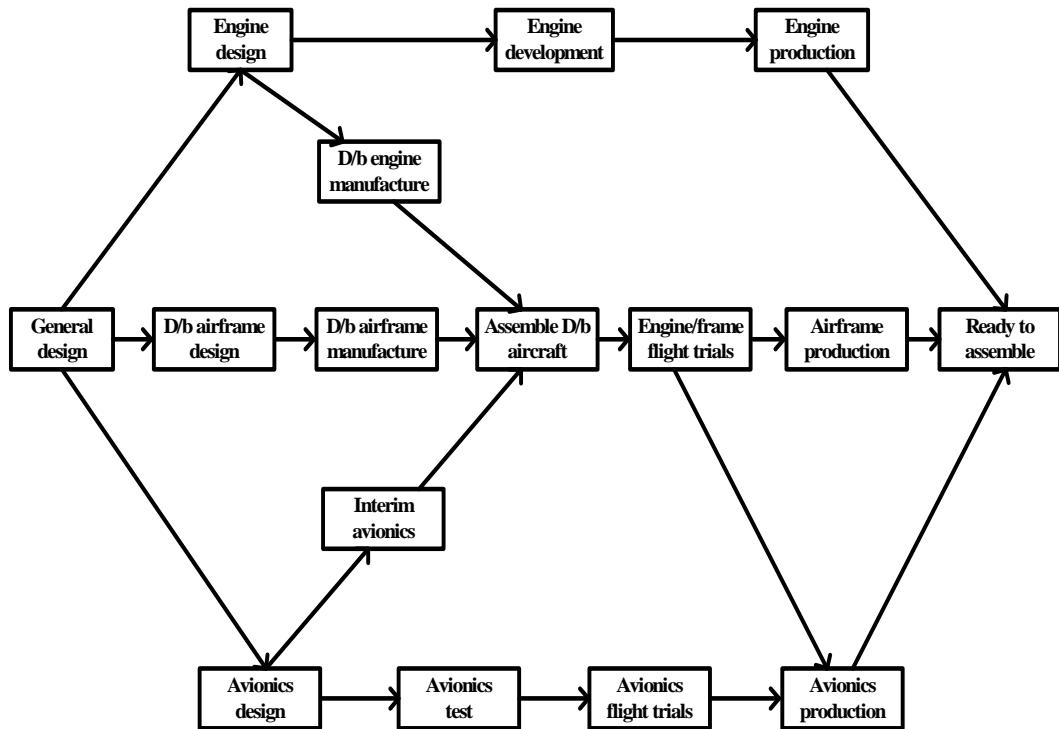 Engine
design
Engine
development
Engine
production
D/b engine
manufacture
General
design
D/b airframe
design
D/b airframe
manufacture
Assemble D/b
aircraft
Engine/frame
flight trials
Airframe
production
Ready to
assemble
Interim
avionics
Avionics
design
Avionics
test
Avionics
flight trials
Avionics
production